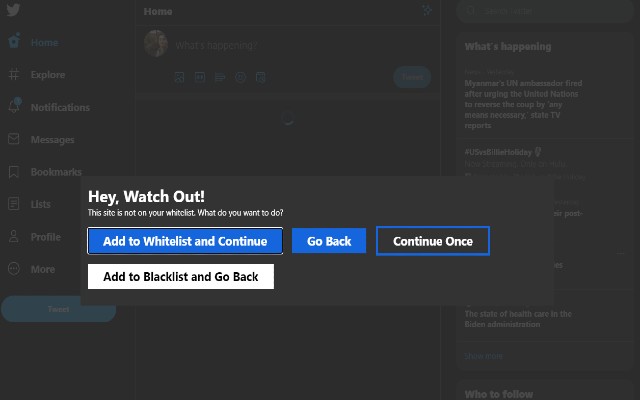 Home
What's happening?
Tweet
Home
Explore
Notifications
Messages
Bookmarks
Lists
Profile
More
Tweet
Hey, Watch Out!
This site is not on your whitelist. What do you want to do?
Add to Whitelist and Continue
Go Back
Continue Once
Add to Blacklist and Go Back
What's happening
Myanmar's UN ambassador fired
after urging the United Nations
to reverse the coup by 'any
means necessary,' state TV
reports
#USvsBillieHoliday
their post-
The state of health care in the
Biden administration
Show more
Who to follow